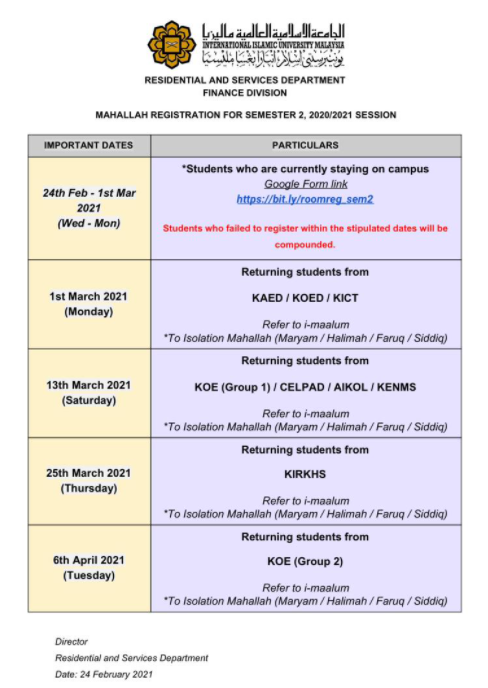 الجامعة الإسلامية العالمية ماليزيا
INTERNATIONAL ISLAMIC UNIVERSITY MALAYSIA
يونيۏرسيتي اسلام انتارابڠسا مليسيا
RESIDENTIAL AND SERVICES DEPARTMENT
FINANCE DIVISION
MAHALLAH REGISTRATION FOR SEMESTER 2, 2020/2021 SESSION
IMPORTANT DATES
PARTICULARS
24th Feb - 1st Mar
2021
(Wed - Mon)
*Students who are currently staying on campus
Google Form link
https://bit.ly/roomreg_sem2
Students who failed to register within the stipulated dates will be
compounded.
1st March 2021
(Monday)
Returning students from
KAED / KOED / KICT
Refer to i-maalum
*To Isolation Mahallah (Maryam / Halimah / Faruq / Siddiq)
13th March 2021
(Saturday)
Returning students from
KOE (Group 1) / CELPAD / AIKOL / KENMS
Refer to i-maalum
*To Isolation Mahallah (Maryam / Halimah / Faruq / Siddiq)
25th March 2021
(Thursday)
Returning students from
KIRKHS
Refer to i-maalum
*To Isolation Mahallah (Maryam / Halimah / Faruq / Siddiq)
6th April 2021
(Tuesday)
Returning students from
KOE (Group 2)
Refer to i-maalum
*To Isolation Mahallah (Maryam / Halimah / Faruq / Siddiq)
Director
Residential and Services Department
Date: 24 February 2021